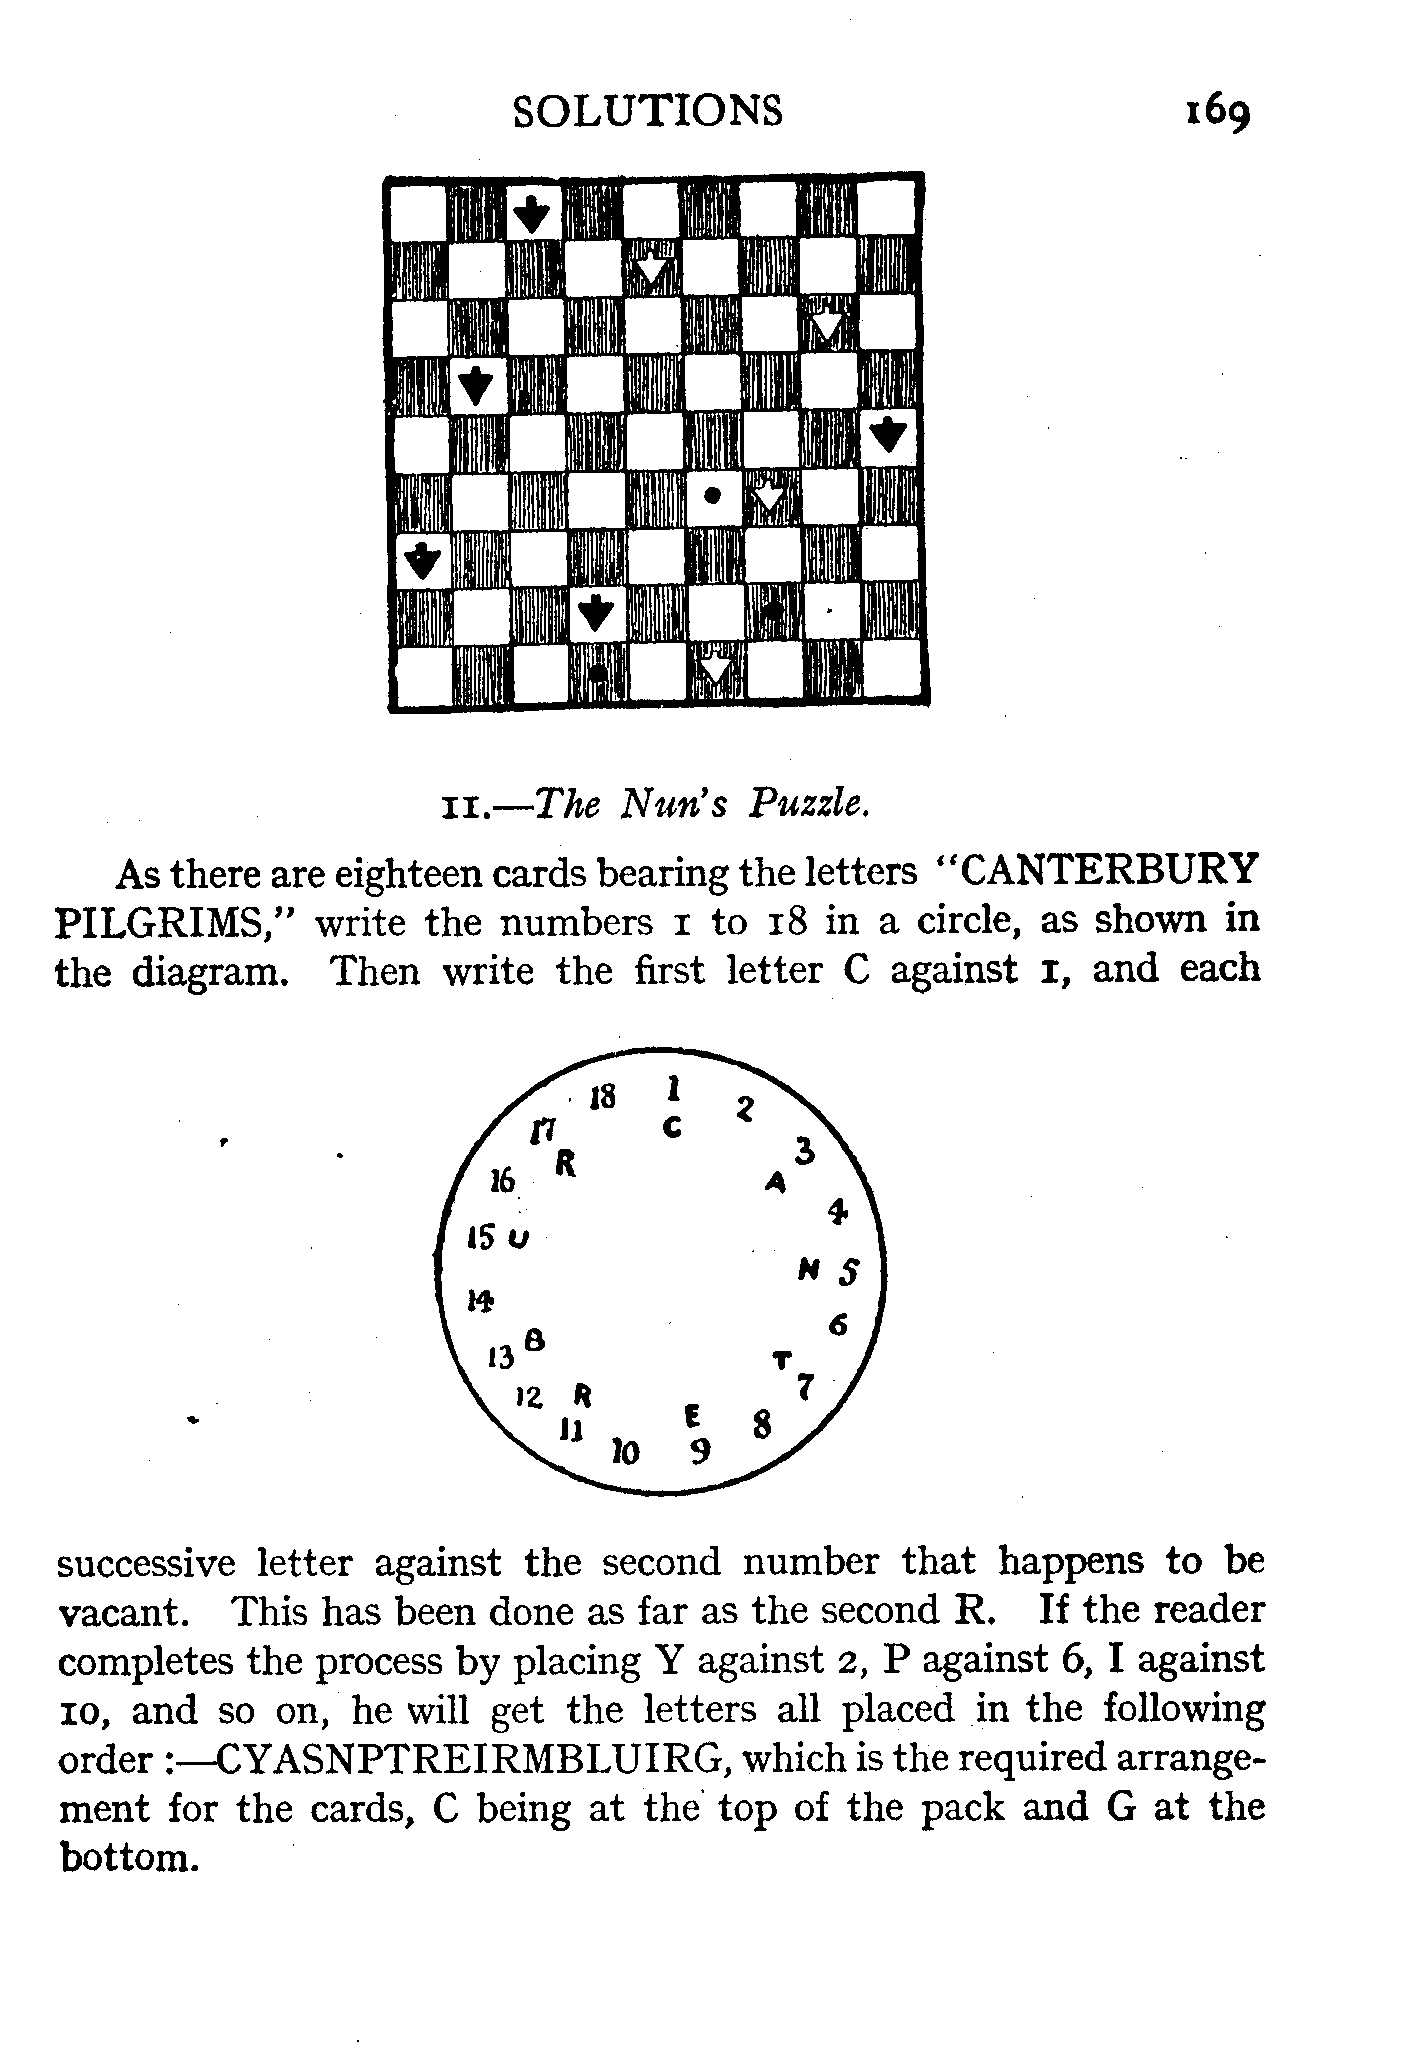 SOLUTIONS 169
11.—The Nun's Puzzle.
As there are eighteen cards bearing the letters "CANTERBURY
PILGRIMS," write the numbers 1 to 18 in a circle, as shown in
the diagram. Then write the first letter C against 1, and each
18 1 2
17 C 3
R A
16 4
15 U N 5
14 6
13 B T 7
12 R E 8
11 10 9
successive letter against the second number that happens to be
vacant. This has been done as far as the second R. If the reader
completes the process by placing Y against 2, P against 6, I against
10, and so on, he will get the letters all placed in the following
order :—CYASNPTREIRMBLUIRG, which is the required arrange-
ment for the cards, C being at the top of the pack and G at the
bottom.